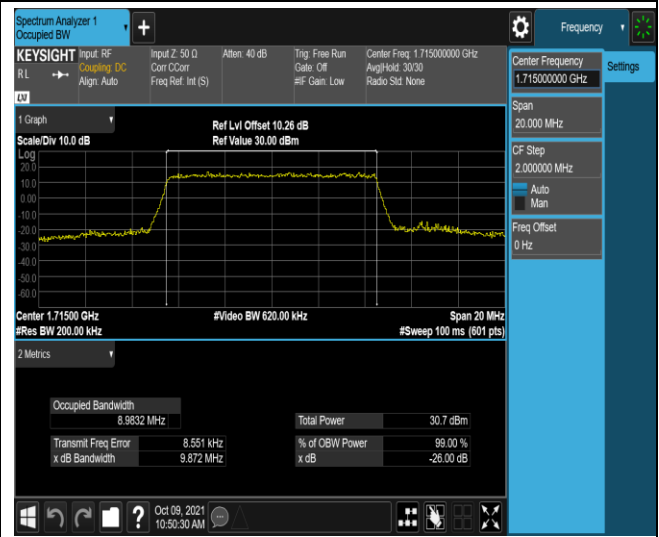 Spectrum Analyzer 1
Occupied BW
Frequency
KEYSIGHT
Input: RF
Coupling: DC
Align: Auto
Input Z: 50 Ω
Corr CCorr
Freq Ref: Int (S)
Atten: 40 dB
Trig: Free Run
Gate: Off
#IF Gain: Low
Center Freq: 1.715000000 GHz
Avg|Hold: 30/30
Radio Std: None
RL
LXI
Center Frequency
1.715000000 GHz
Settings
Span
20.000 MHz
CF Step
2.000000 MHz
Auto
Man
Freq Offset
0 Hz
1 Graph
Scale/Div 10.0 dB
Ref Lvl Offset 10.26 dB
Ref Value 30.00 dBm
Log
20.0
10.0
0.00
-10.0
-20.0
-30.0
-40.0
-50.0
-60.0
Center 1.71500 GHz
#Video BW 620.00 kHz
Span 20 MHz
#Res BW 200.00 kHz
#Sweep 100 ms (601 pts)
2 Metrics
Occupied Bandwidth
8.9832 MHz
Total Power 30.7 dBm
Transmit Freq Error 8.551 kHz
% of OBW Power 99.00 %
x dB Bandwidth 9.872 MHz
x dB -26.00 dB
Oct 09, 2021
10:50:30 AM